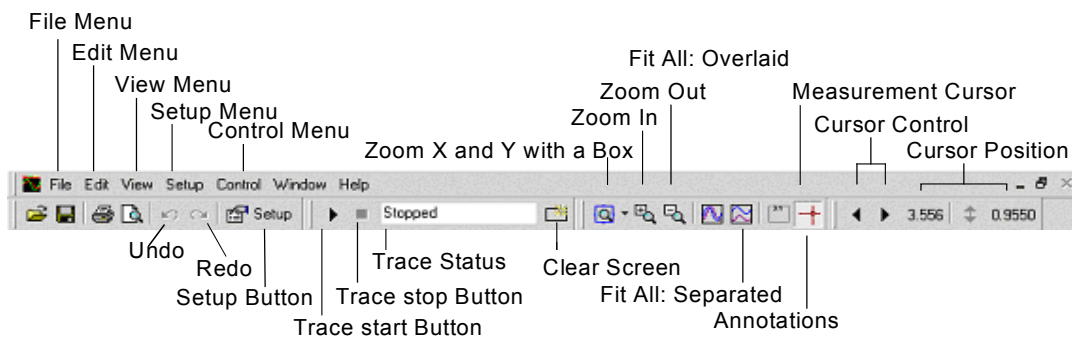 File Menu
Edit Menu
View Menu
Setup Menu
Control Menu
Fit All: Overlaid
Zoom Out
Zoom In
Zoom X and Y with a Box
Measurement Cursor
Cursor Control
Cursor Position
File Edit View Setup Control Window Help
Setup
Stopped
3.556
0.9550
Undo
Redo
Setup Button
Trace Status
Trace stop Button
Trace start Button
Clear Screen
Fit All: Separated
Annotations